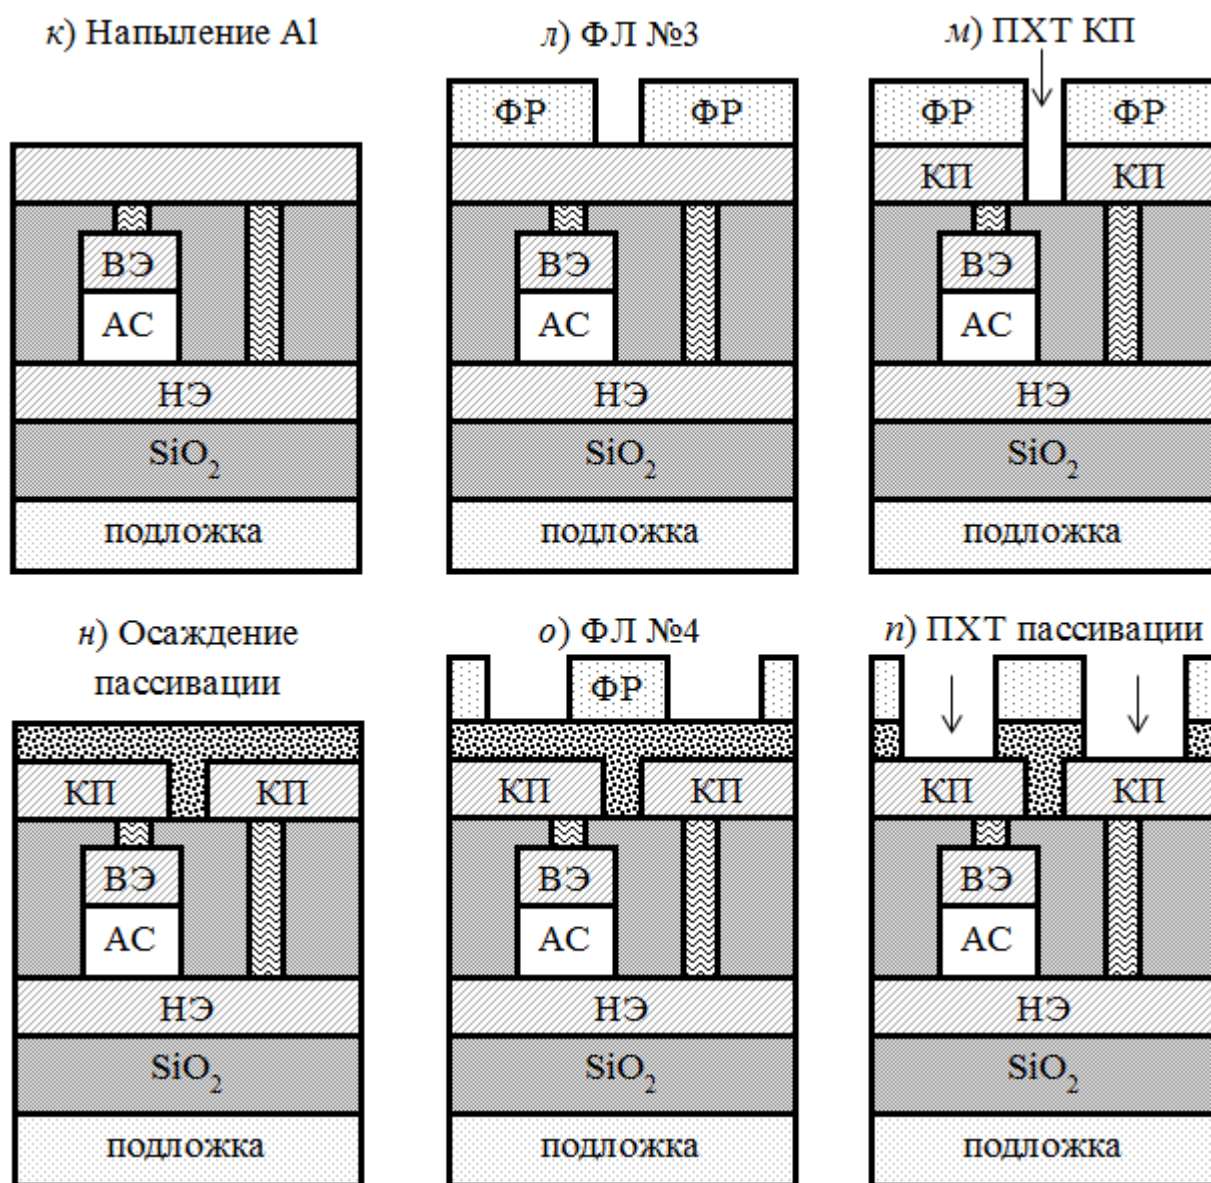 к) Напыление Al
ВЭ
АС
НЭ
SiO2
подложка
л) ФЛ №3
ФР ФР
ВЭ
АС
НЭ
SiO2
подложка
м) ПХТ КП
ФР ФР
КП КП
ВЭ
АС
НЭ
SiO2
подложка
н) Осаждение
пассивации
КП КП
ВЭ
АС
НЭ
SiO2
подложка
о) ФЛ №4
ФР
КП КП
ВЭ
АС
НЭ
SiO2
подложка
п) ПХТ пассивации
КП КП
ВЭ
АС
НЭ
SiO2
подложка